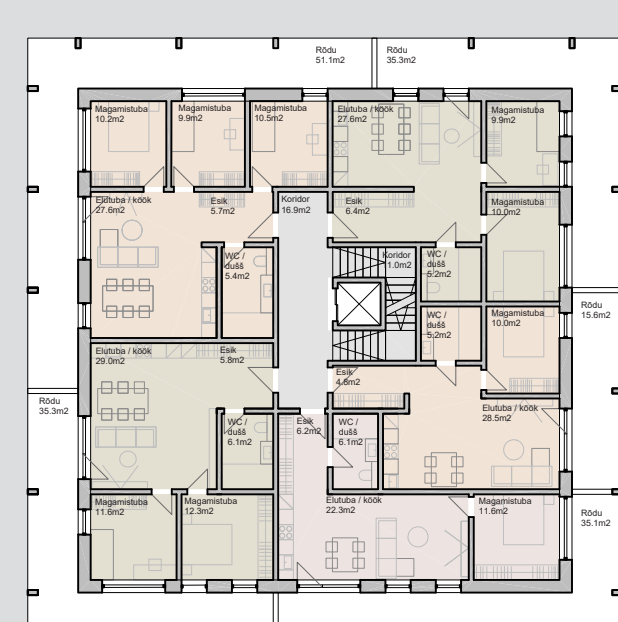 Rõdu
51.1m2
Rõdu
35.3m2
Magamistuba
10.2m2
Magamistuba
9.9m2
Magamistuba
10.5m2
Elutuba / köök
27.6m2
Magamistuba
9.9m2
Elutuba / köök
27.6m2
Esik
5.7m2
Koridor
16.9m2
Esik
6.4m2
Magamistuba
10.0m2
WC /
dušš
5.4m2
Koridor
11.0m2
WC /
dušš
5.2m2
Rõdu
15.6m2
WC /
dušš
5.2m2
Magamistuba
10.0m2
Elutuba / köök
29.0m2
Esik
5.8m2
Esik
4.8m2
Rõdu
35.3m2
Elutuba / köök
28.5m2
WC /
dušš
6.1m2
Esik
6.2m2
WC /
dušš
6.1m2
Magamistuba
11.6m2
Magamistuba
12.3m2
Elutuba / köök
22.3m2
Magamistuba
11.6m2
Rõdu
35.1m2